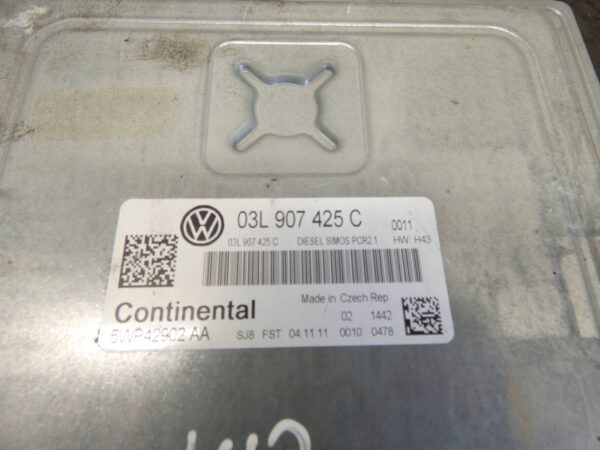 03L 907 425 C 0011
03L 907 425 C DIESEL SIMOS PCR2.1 HW H43
Continental Made in Czech Rep.
02 1442
5WP42902 AA SJ8 FST 04.11.11 0010 0478